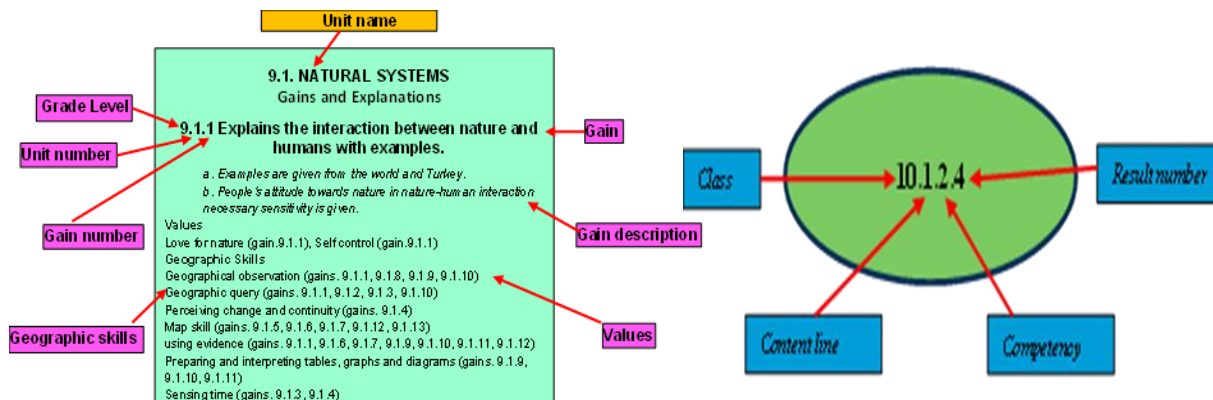 Unit name
9.1. NATURAL SYSTEMS
Gains and Explanations
Grade Level
9.1.1 Explains the interaction between nature and
humans with examples.
Gain
Unit number
a . Examples are given from the world and Turkey.
b . People's attitude towards nature in nature-human interaction
necessary sensitivity is given.
Gain number
Gain description
Values
Love for nature (gain.9.1.1), Self control (gain.9.1.1)
Geographic Skills
Geographical observation (gains. 9.1.1, 9.1.8, 9.1.9, 9.1.10)
Geographic query (gains. 9.1.1, 9.1.2, 9.1.3, 9.1.10)
Perceiving change and continuity (gains. 9.1.4)
Map skill (gains. 9.1.5, 9.1.6, 9.1.7, 9.1.12, 9.1.13)
using evidence (gains. 9.1.1, 9.1.6, 9.1.7, 9.1.9, 9.1.10, 9.1.11, 9.1.12)
Preparing and interpreting tables, graphs and diagrams (gains. 9.1.9,
9.1.10, 9.1.11)
Sensing time (gains. 9.1.3, 9.1.4)
Geographic skills
Values
Class
10.1.2.4
Result number
Content line
Competency